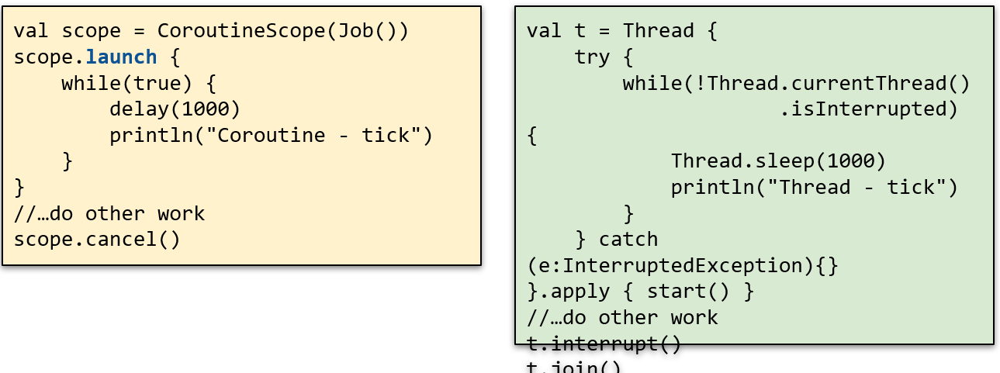 val scope = CoroutineScope(Job())
scope.launch {
    while(true) {
        delay(1000)
        println("Coroutine - tick")
    }
}
//…do other work
scope.cancel()
val t = Thread {
    try {
        while(!Thread.currentThread()
                     .isInterrupted)
{
            Thread.sleep(1000)
            println("Thread - tick")
        }
    } catch
(e:InterruptedException){}
}.apply { start() }
//…do other work
t.interrupt()
t.join()